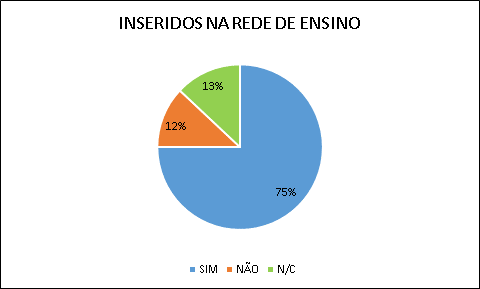 INSERIDOS NA REDE DE ENSINO
13%
12%
75%
SIM NÃO N/C